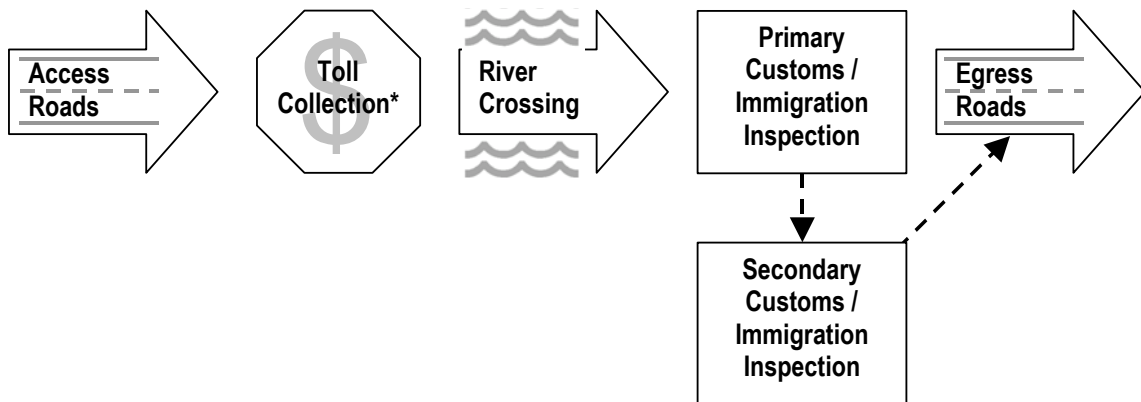 Access
Roads
$
Toll
Collection*
River
Crossing
Primary
Customs /
Immigration
Inspection
Egress
Roads
Secondary
Customs /
Immigration
Inspection